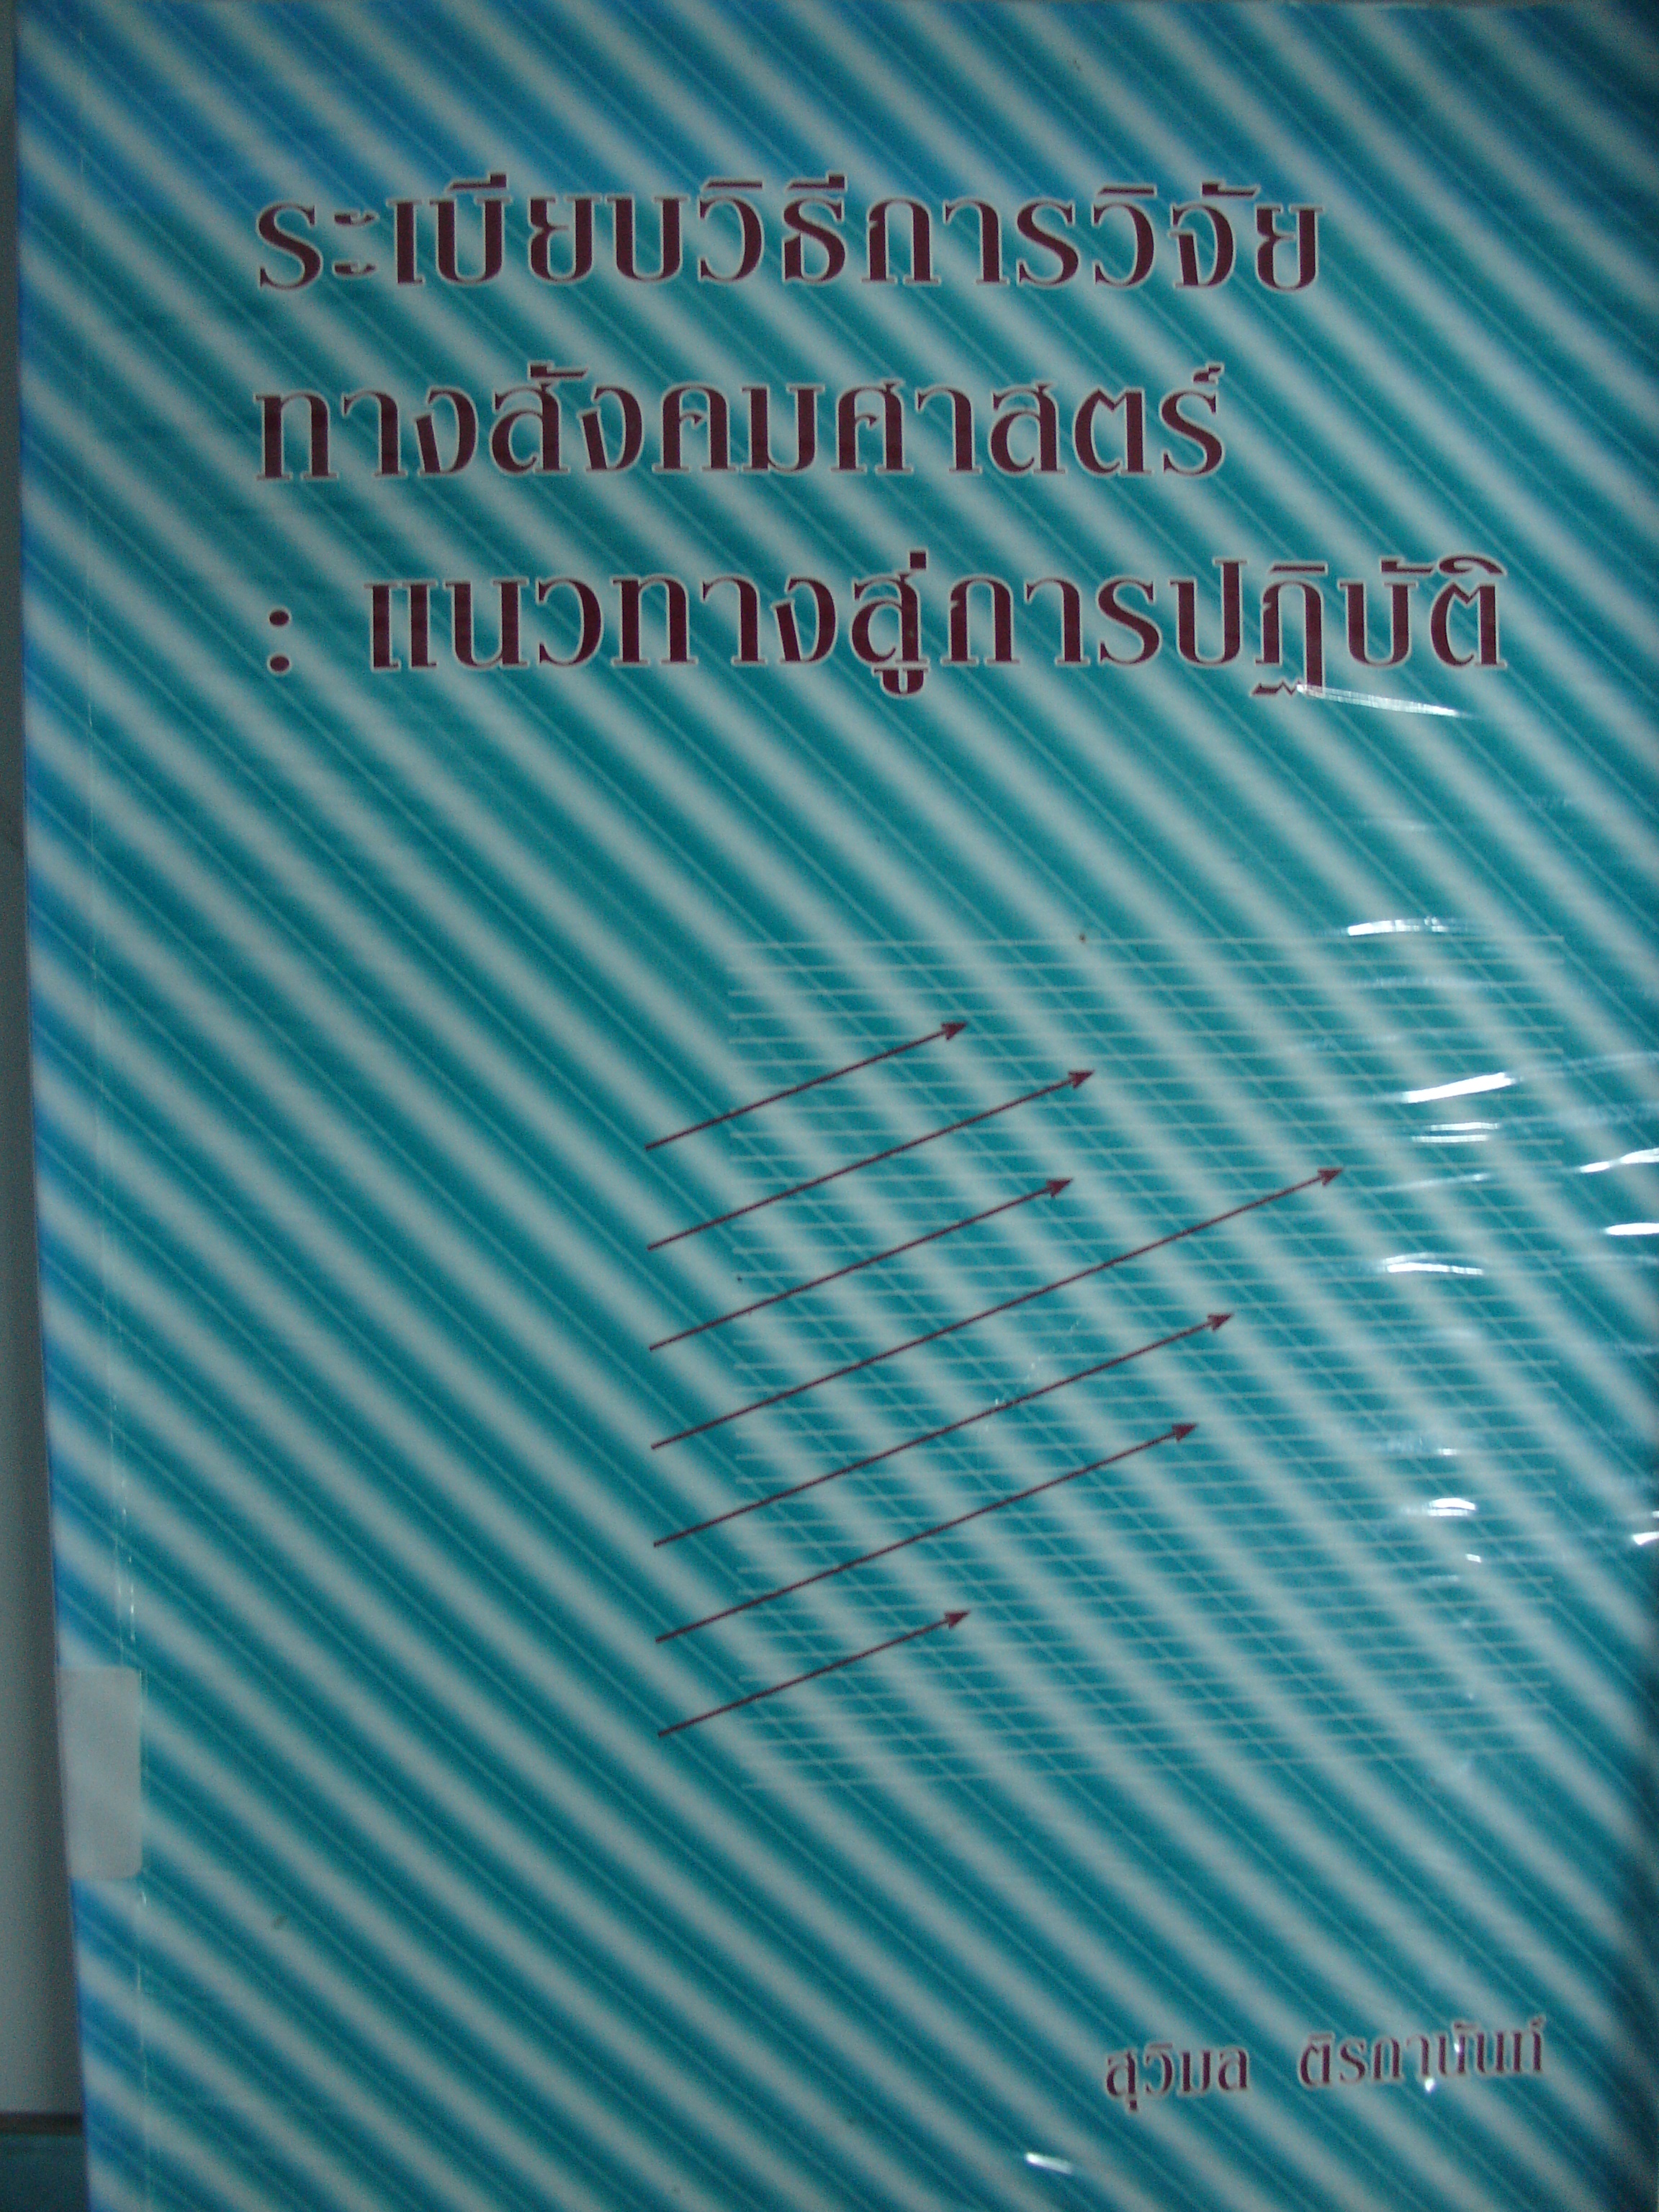 ระเบียบวิธีการวิจัย
ทางสังคมศาสตร์
: แนวทางสู่การปฏิบัติ
สุวิมล ติรกานันท์